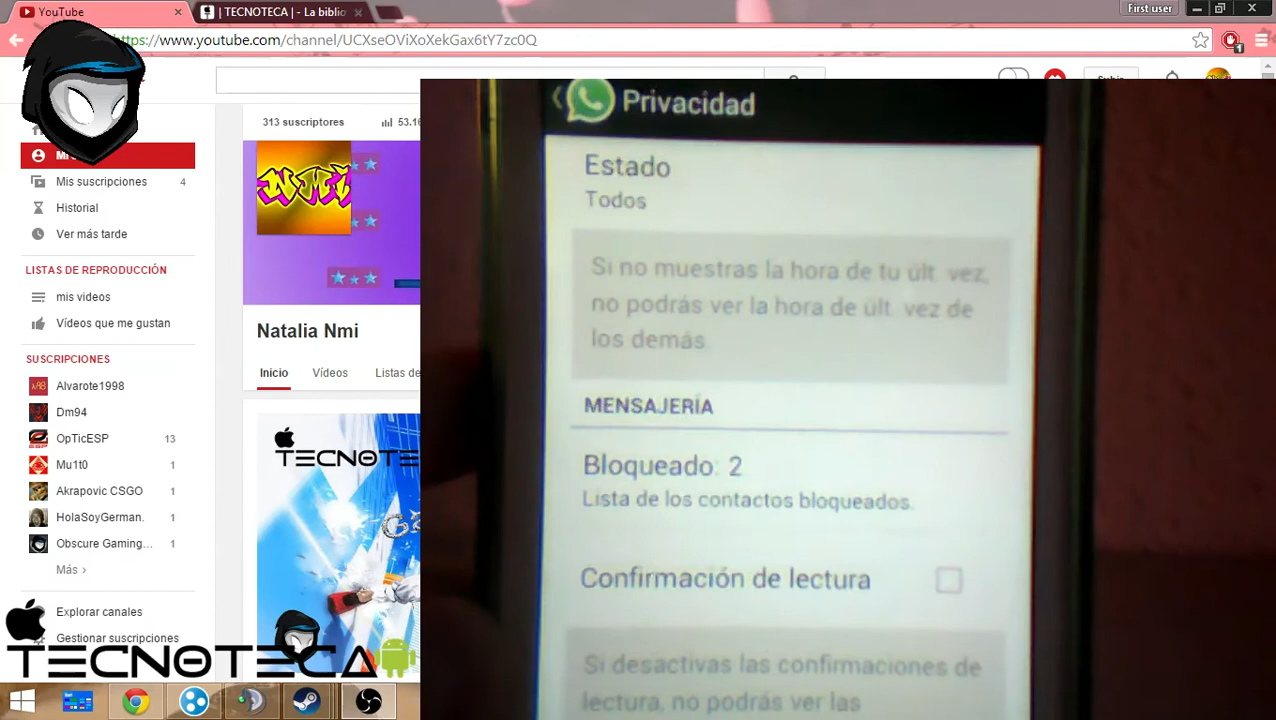 YouTube
| TECNOTECA | - La biblio
First user
https://www.youtube.com/channel/UCXseOViXoXekGax6tY7zc0Q
1
313 suscriptores
53.16
Mis suscripciones 4
Historial
Ver más tarde
LISTAS DE REPRODUCCIÓN
mis videos
Vídeos que me gustan
SUSCRIPCIONES
Alvarote1998
Dm94
OpTicESP 13
Mu1t0 1
Akrapovic CSGO 1
HolaSoyGerman. 1
Obscure Gaming... 1
Más >
Explorar canales
Gestionar suscripciones
TECNOTECA
NMi
Natalia Nmi
Inicio
Vídeos
Listas de
TECNOTE
Privacidad
Estado
Todos
Si no muestras la hora de tu últ. vez,
no podrás ver la hora de últ. vez de
los demás
MENSAJERÍA
Bloqueado: 2
Lista de los contactos bloqueados.
Confirmación de lectura
Si desactivas las confirmaciones de
lectura, no podrás ver las